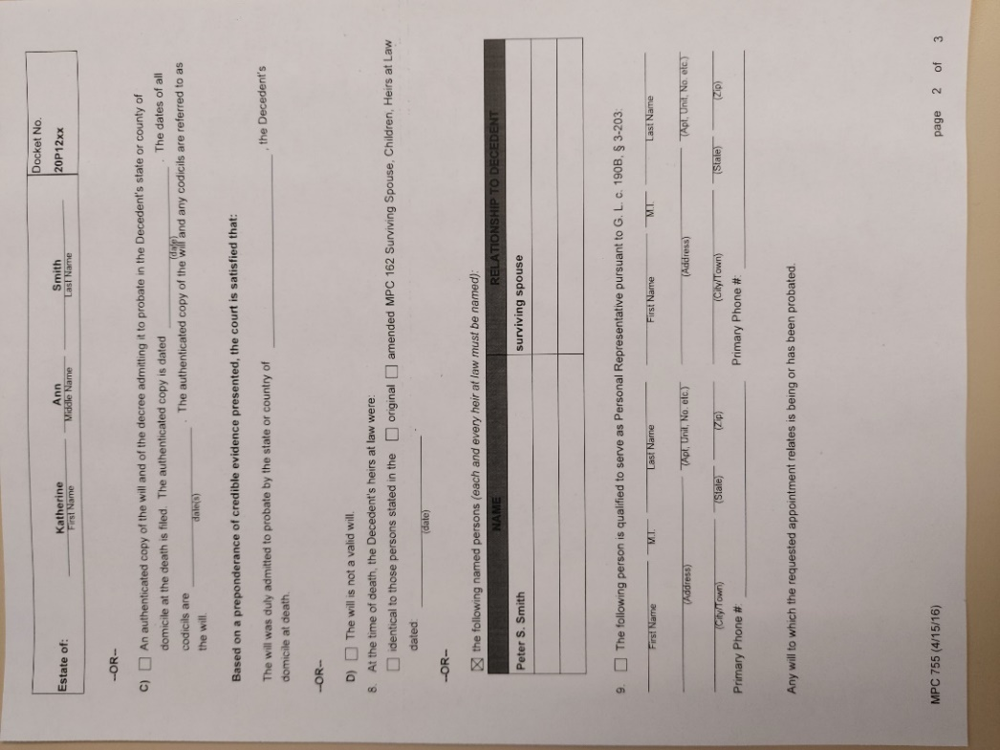 Estate of:
Katherine Ann Smith
First Name Middle Name Last Name
Docket No.
20P12xx
--OR--
C) ☐ An authenticated copy of the will and of the decree admitting it to probate in the Decedent's state or county of
domicile at the death is filed. The authenticated copy is dated ____ . The dates of all
(date)
codicils are ____ . The authenticated copy of the will and any codicils are referred to as
date(s)
the will.
Based on a preponderance of credible evidence presented, the court is satisfied that:
The will was duly admitted to probate by the state or country of ____ , the Decedent's
domicile at death.
--OR--
D) ☐ The will is not a valid will.
8. At the time of death, the Decedent's heirs at law were:
☐ identical to those persons stated in the ☐ original ☐ amended MPC 162 Surviving Spouse, Children, Heirs at Law
dated: ____ .
(date)
--OR--
☒ the following named persons (each and every heir at law must be named):
NAME RELATIONSHIP TO DECEDENT
Peter S. Smith surviving spouse
9. ☐ The following person is qualified to serve as Personal Representative pursuant to G. L. c. 190B, § 3-203:
First Name M.I. Last Name First Name M.I. Last Name
(Address) (Apt, Unit, No. etc.) (Address) (Apt, Unit, No. etc.)
(City/Town) (State) (Zip) (City/Town) (State) (Zip)
Primary Phone #: ____ Primary Phone #: ____
Any will to which the requested appointment relates is being or has been probated.
MPC 755 (4/15/16) page 2 of 3